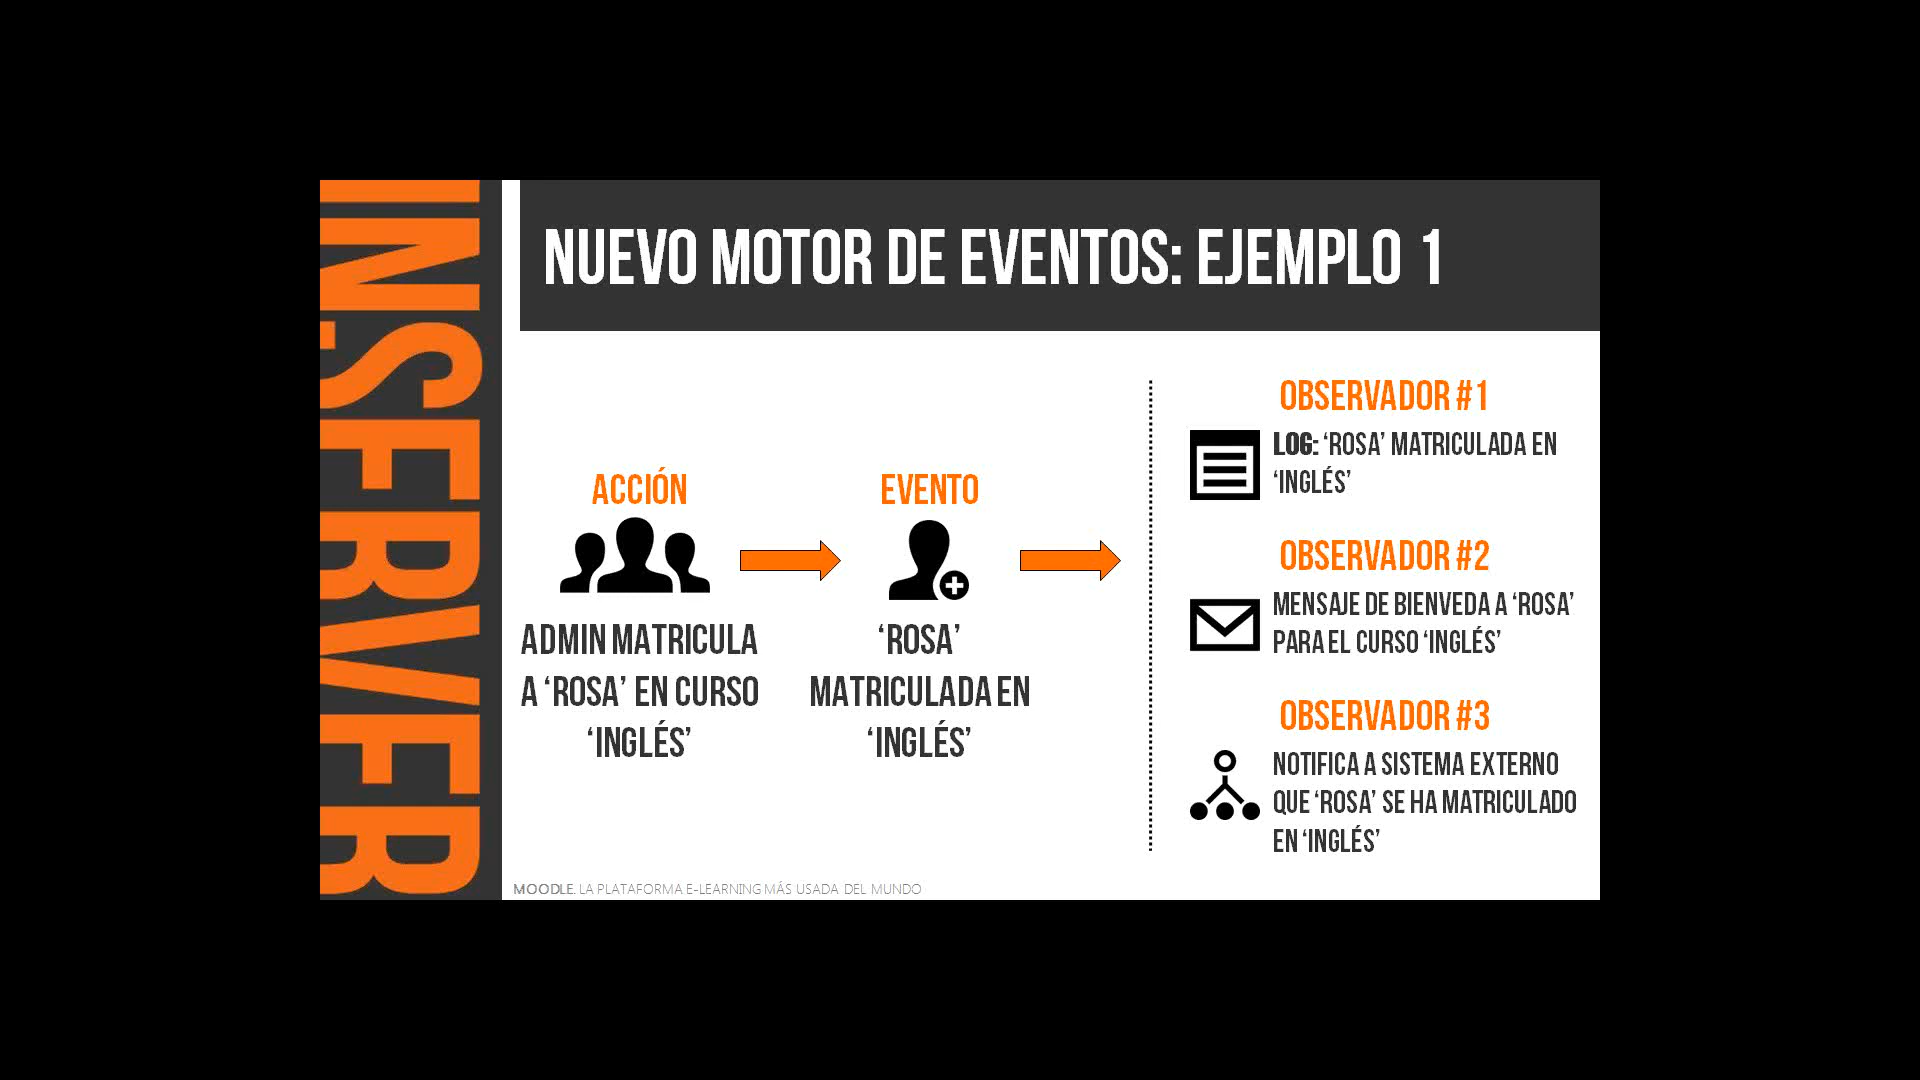 INSERVER
NUEVO MOTOR DE EVENTOS: EJEMPLO 1
ACCIÓN
ADMIN MATRICULA
A ‘ROSA’ EN CURSO
‘INGLÉS’
EVENTO
‘ROSA’
MATRICULADA EN
‘INGLÉS’
OBSERVADOR #1
LOG: ‘ROSA’ MATRICULADA EN
‘INGLÉS’
OBSERVADOR #2
MENSAJE DE BIENVEDA A ‘ROSA’
PARA EL CURSO ‘INGLÉS’
OBSERVADOR #3
NOTIFICA A SISTEMA EXTERNO
QUE ‘ROSA’ SE HA MATRICULADO
EN ‘INGLÉS’
MOODLE. LA PLATAFORMA E-LEARNING MÁS USADA DEL MUNDO